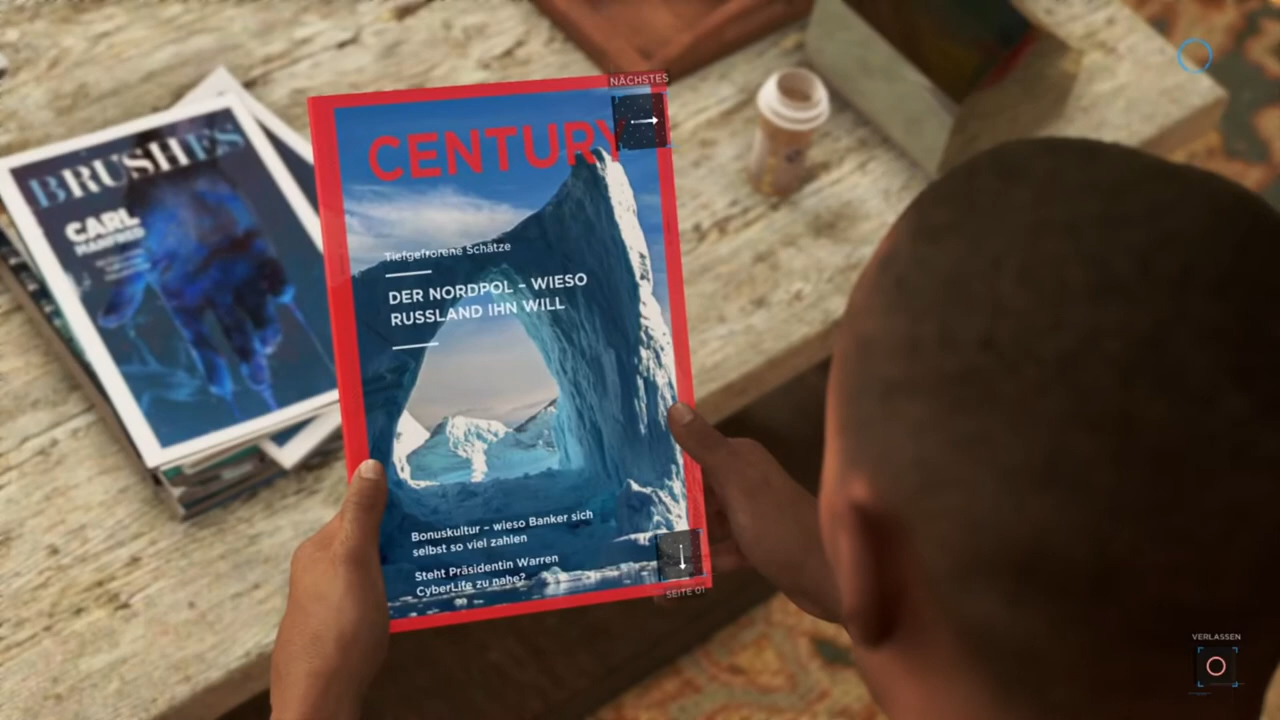 NÄCHSTES
CENTURY
BRUSHES
CARL
MANFRED
Tiefgefrorene Schätze
DER NORDPOL – WIESO
RUSSLAND IHN WILL
Bonuskultur – wieso Banker sich
selbst so viel zahlen
Steht Präsidentin Warren
CyberLife zu nahe?
SEITE 01
VERLASSEN